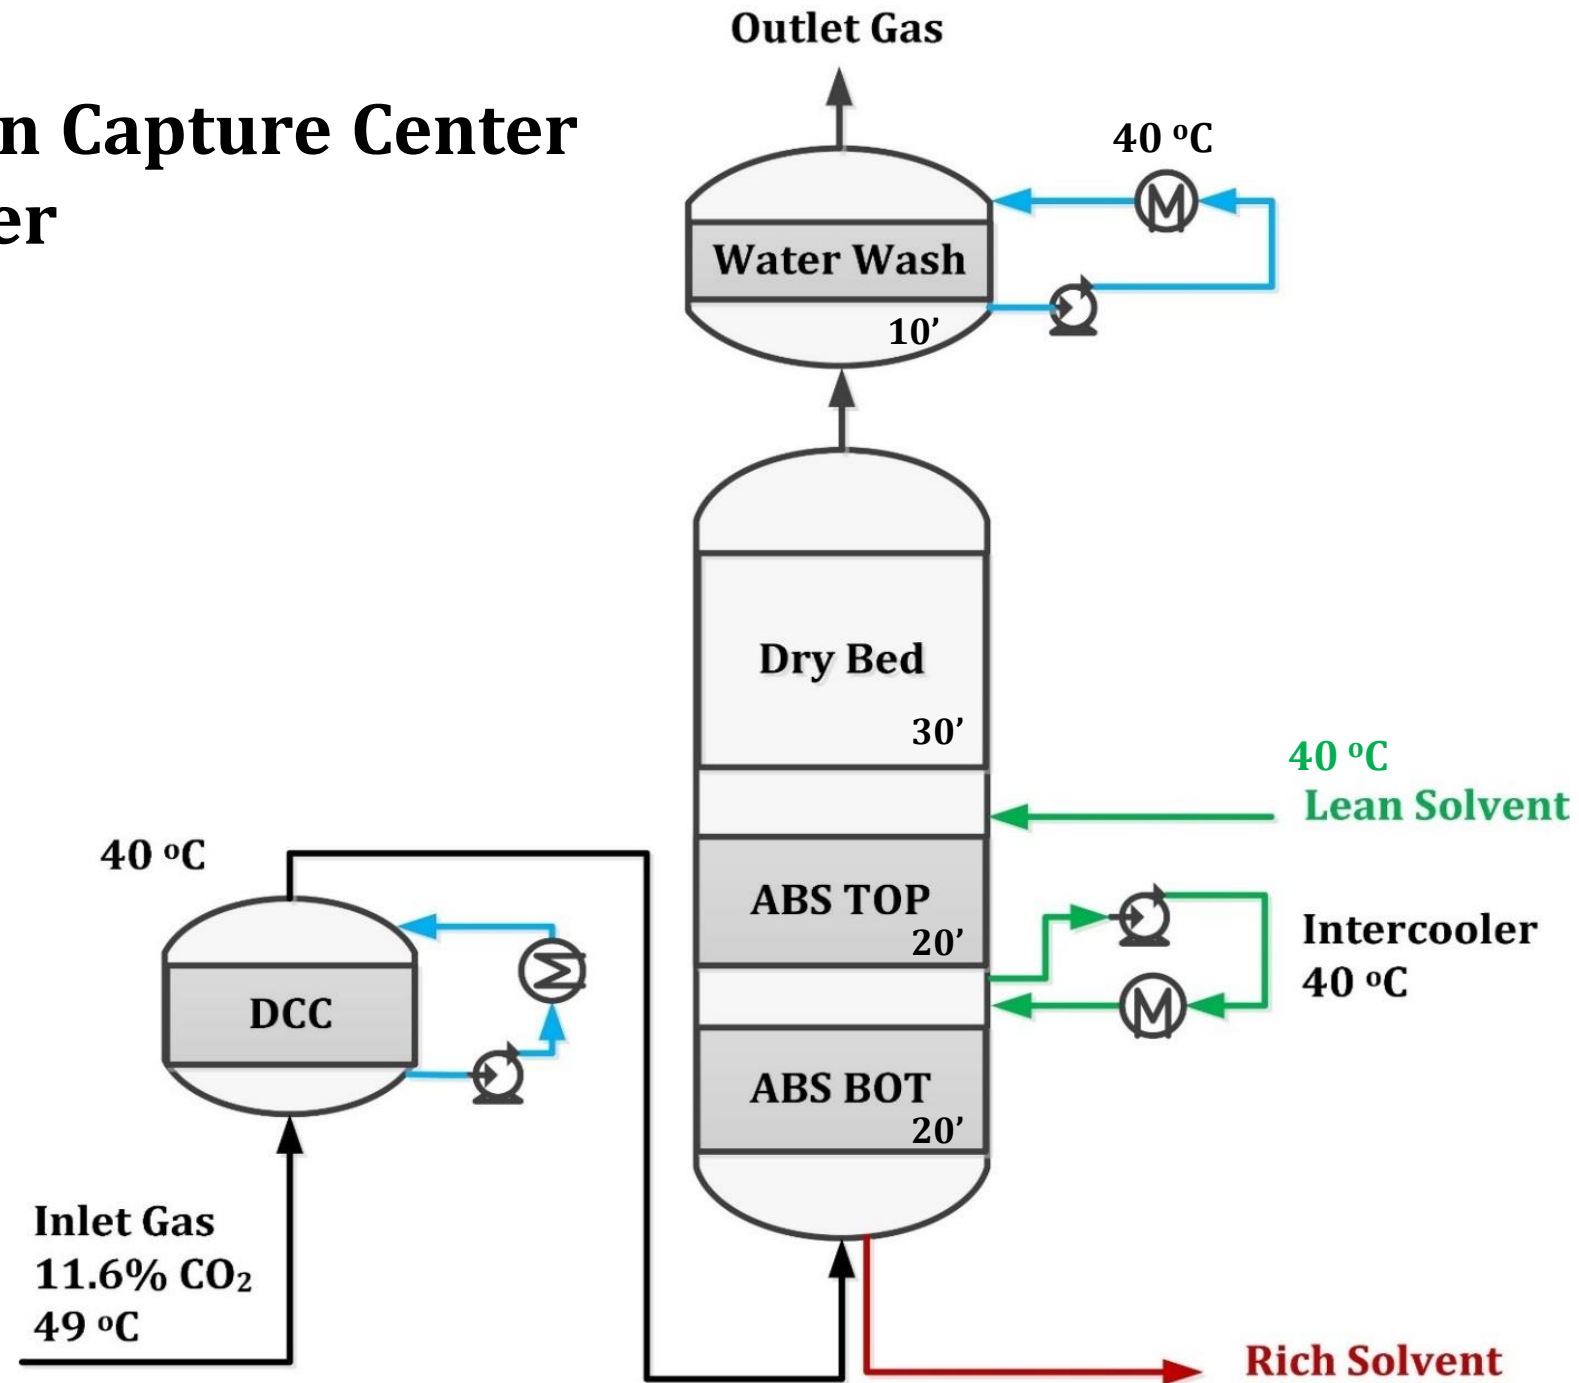 Outlet Gas
n Capture Center
er
40 ºC
Water Wash
10’
Dry Bed
30’
40 ºC
Lean Solvent
40 ºC
ABS TOP
20’
Intercooler
40 ºC
DCC
ABS BOT
20’
Inlet Gas
11.6% CO₂
49 ºC
Rich Solvent